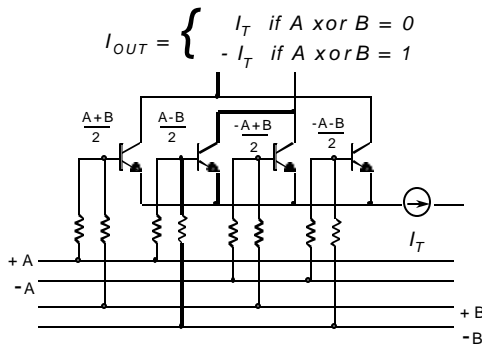 I_OUT = { I_T if A xor B = 0
- I_T if A xor B = 1
A+B/2 A-B/2 -A+B/2 -A-B/2
I_T
+ A
-A
+ B
-B